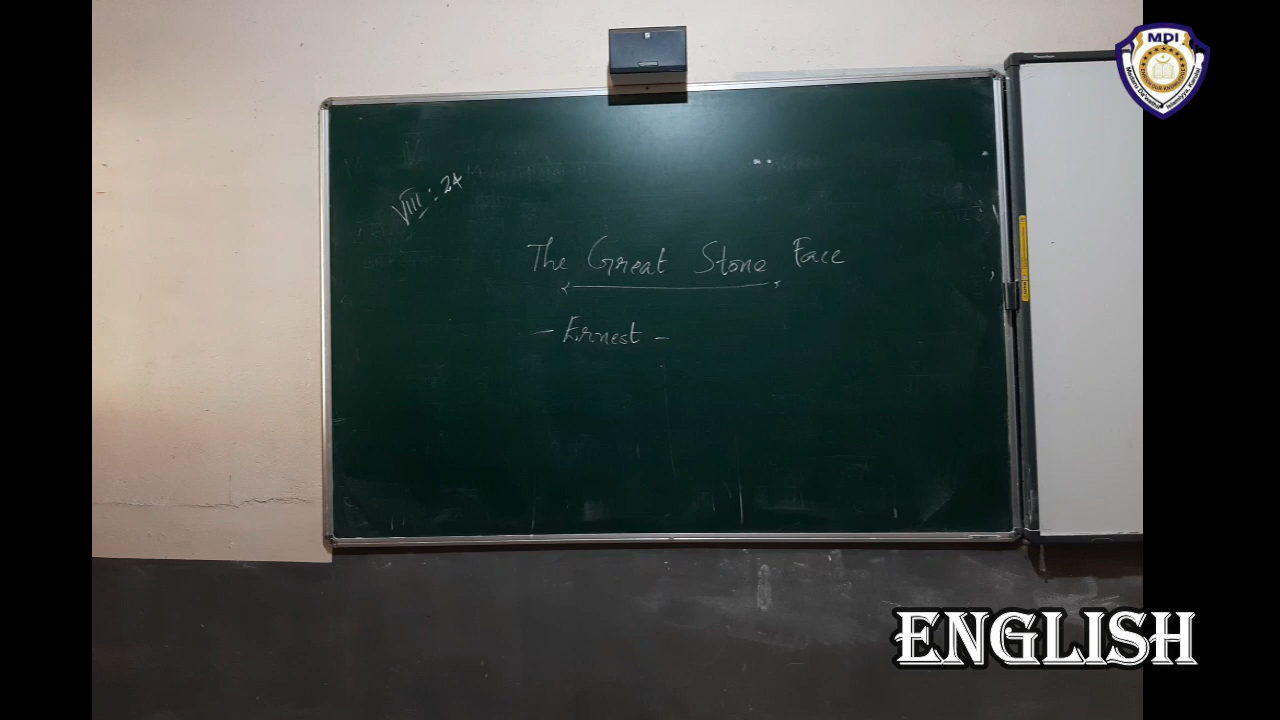 MPI
VIII : 24
The Great Stone Face
- Ernest -
ENGLISH